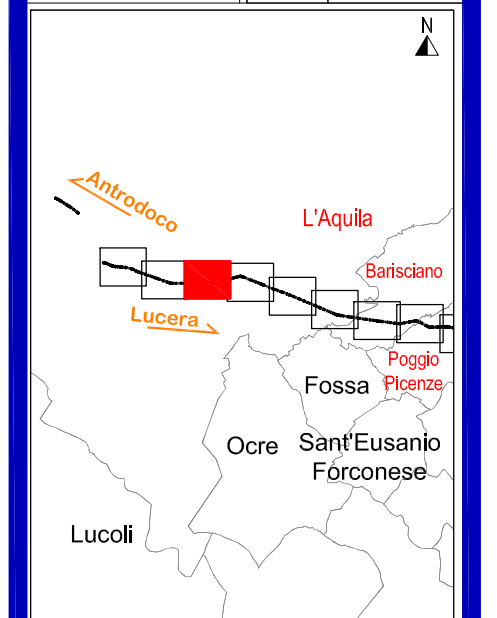 N
Antrodoco
L'Aquila
Barisciano
Lucera
Poggio
Picenze
Fossa
Ocre
Sant'Eusanio
Forconese
Lucoli